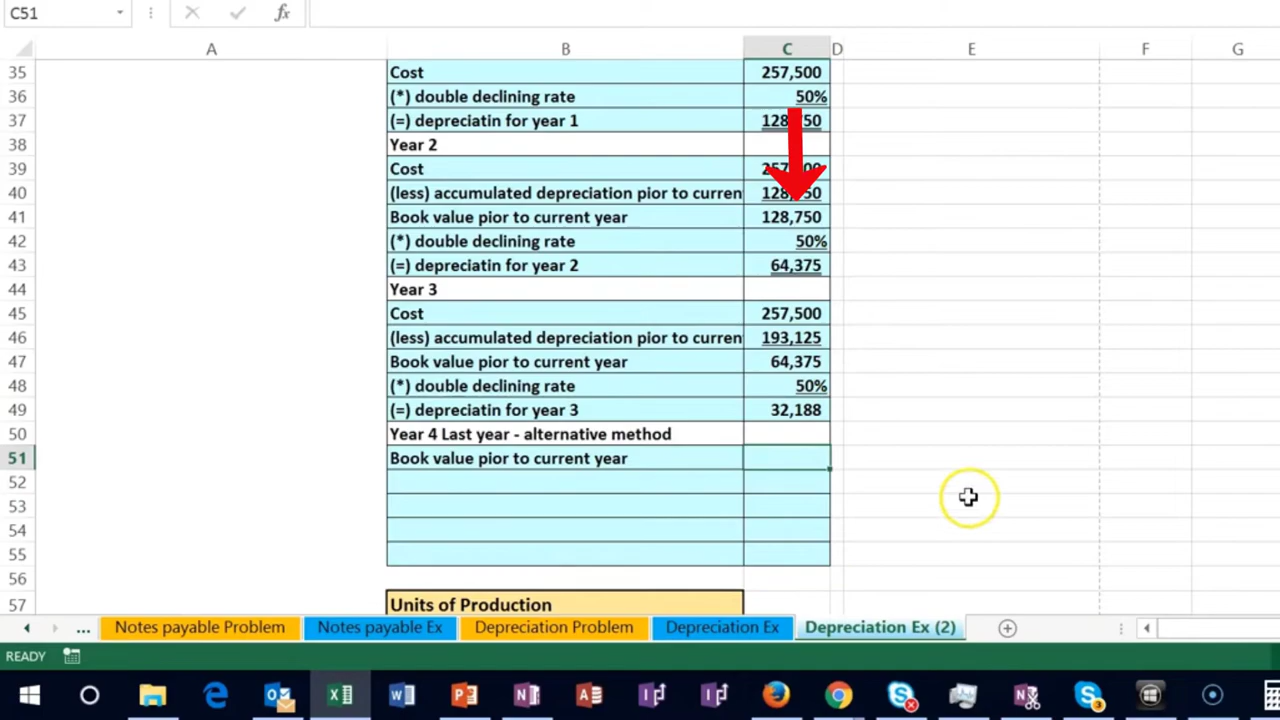 C51
fx
A B C D E F G
35 Cost 257,500
36 (*) double declining rate 50%
37 (=) depreciatin for year 1 128,750
38 Year 2
39 Cost 257,500
40 (less) accumulated depreciation pior to curren 128,750
41 Book value pior to current year 128,750
42 (*) double declining rate 50%
43 (=) depreciatin for year 2 64,375
44 Year 3
45 Cost 257,500
46 (less) accumulated depreciation pior to curren 193,125
47 Book value pior to current year 64,375
48 (*) double declining rate 50%
49 (=) depreciatin for year 3 32,188
50 Year 4 Last year - alternative method
51 Book value pior to current year
52
53
54
55
56
57 Units of Production
... Notes payable Problem Notes payable Ex Depreciation Problem Depreciation Ex Depreciation Ex (2)
READY